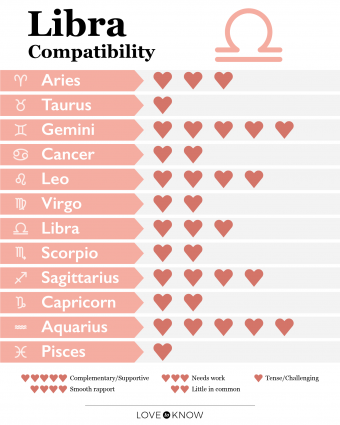 Libra
Compatibility
Aries
Taurus
Gemini
Cancer
Leo
Virgo
Libra
Scorpio
Sagittarius
Capricorn
Aquarius
Pisces
Complementary/Supportive Needs work Tense/Challenging
Smooth rapport Little in common
LOVE to KNOW